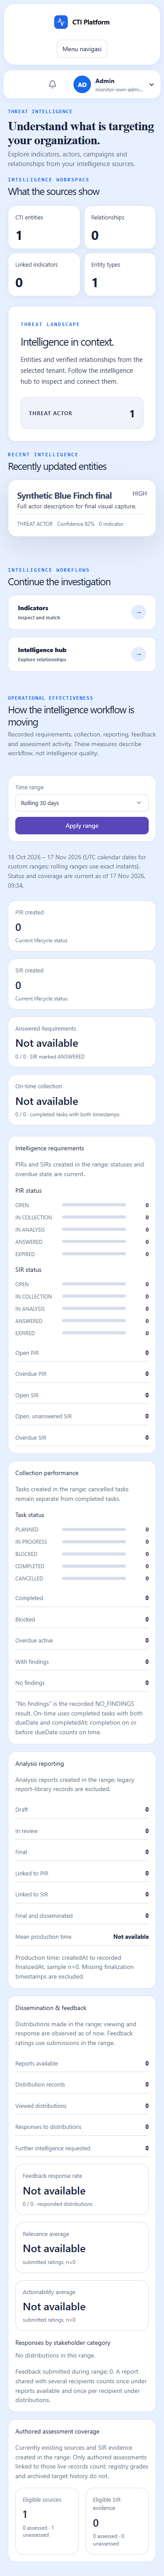 CTI Platform
Menu navigasi
AD
Admin
monitor-own-admi...
THREAT INTELLIGENCE
Understand what is targeting
your organization.
Explore indicators, actors, campaigns and
relationships from your intelligence sources.
INTELLIGENCE WORKSPACE
What the sources show
CTI entities
1
Relationships
0
Linked indicators
0
Entity types
1
THREAT LANDSCAPE
Intelligence in context.
Entities and verified relationships from the
selected tenant. Follow the intelligence
hub to inspect and connect them.
THREAT ACTOR
1
RECENT INTELLIGENCE
Recently updated entities
Synthetic Blue Finch final
HIGH
Full actor description for final visual capture.
THREAT ACTOR Confidence 82% 0 indicator
INTELLIGENCE WORKFLOWS
Continue the investigation
Indicators
Inspect and match
→
Intelligence hub
Explore relationships
→
OPERATIONAL EFFECTIVENESS
How the intelligence workflow is
moving
Recorded requirements, collection, reporting, feedback
and assessment activity. These measures describe
workflow, not intelligence quality.
Time range
Rolling 30 days
Apply range
18 Oct 2026 – 17 Nov 2026 (UTC calendar dates for
custom ranges; rolling ranges use exact instants).
Status and coverage are current as of 17 Nov 2026,
09:34.
PIR created
0
Current lifecycle status
SIR created
0
Current lifecycle status
Answered Requirements
Not available
0 / 0 · SIR marked ANSWERED
On-time collection
Not available
0 / 0 · completed tasks with both timestamps
Intelligence requirements
PIRs and SIRs created in the range; statuses and
overdue state are current.
PIR status
OPEN 0
IN COLLECTION 0
IN ANALYSIS 0
ANSWERED 0
EXPIRED 0
SIR status
OPEN 0
IN COLLECTION 0
IN ANALYSIS 0
ANSWERED 0
EXPIRED 0
Open PIR 0
Overdue PIR 0
Open SIR 0
Open, unanswered SIR 0
Overdue SIR 0
Collection performance
Tasks created in the range; cancelled tasks
remain separate from completed tasks.
Task status
PLANNED 0
IN PROGRESS 0
BLOCKED 0
COMPLETED 0
CANCELLED 0
Completed 0
Blocked 0
Overdue active 0
With findings 0
No findings 0
"No findings" is the recorded NO_FINDINGS
result. On-time uses completed tasks with both
dueDate and completedAt; completion on or
before dueDate counts on time.
Analysis reporting
Analysis reports created in the range; legacy
report-library records are excluded.
Draft 0
In review 0
Final 0
Linked to PIR 0
Linked to SIR 0
Final and disseminated 0
Mean production time Not available
Production time: createdAt to recorded
finalizedAt, sample n=0. Missing finalization
timestamps are excluded.
Dissemination & feedback
Distributions made in the range; viewing and
response are observed as of now. Feedback
ratings use submissions in the range.
Reports available 0
Distribution records 0
Viewed distributions 0
Responses to distributions 0
Further intelligence requested 0
Feedback response rate
Not available
0 / 0 · responded distributions
Relevance average
Not available
submitted ratings, n=0
Actionability average
Not available
submitted ratings, n=0
Responses by stakeholder category
No distributions in this range.
Feedback submitted during range: 0. A report
shared with several recipients counts once under
reports available and once per recipient under
distributions.
Authored assessment coverage
Currently existing sources and SIR evidence
created in the range. Only authored assessments
linked to those live records count; registry grades
and archived target history do not.
Eligible sources
1
0 assessed · 1
unassessed
Eligible SIR
evidence
0
0 assessed · 0
unassessed